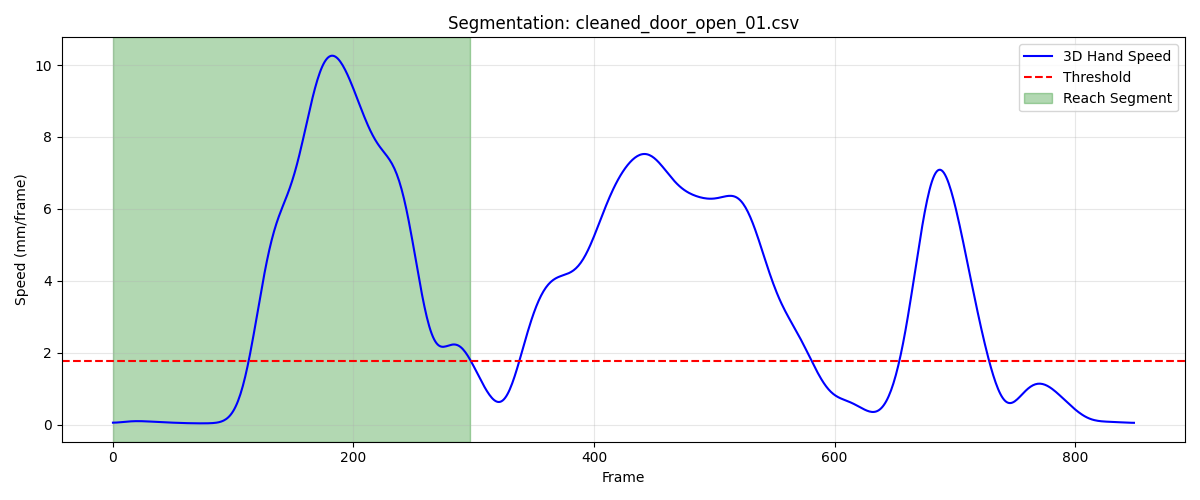 Segmentation: cleaned_door_open_01.csv
3D Hand Speed
Threshold
Reach Segment
Speed (mm/frame)
10
8
6
4
2
0
0 200 400 600 800
Frame